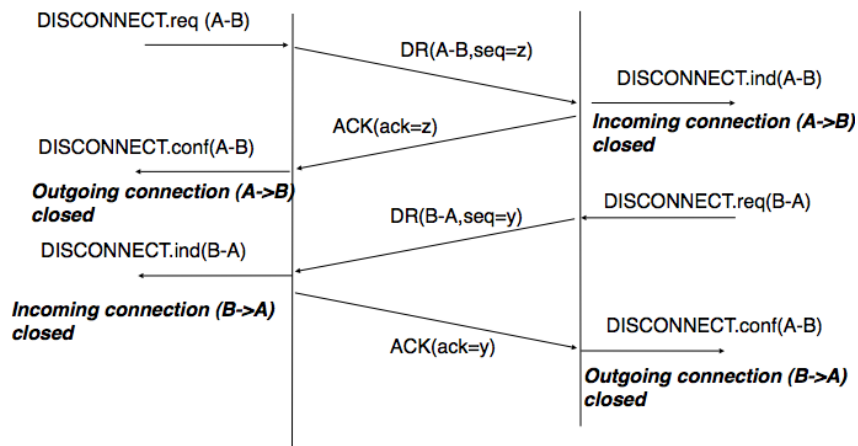 DISCONNECT.req (A-B)
DR(A-B,seq=z)
DISCONNECT.ind(A-B)
ACK(ack=z)
Incoming connection (A->B)
closed
DISCONNECT.conf(A-B)
Outgoing connection (A->B)
closed
DISCONNECT.req(B-A)
DR(B-A,seq=y)
DISCONNECT.ind(B-A)
Incoming connection (B->A)
closed
DISCONNECT.conf(A-B)
ACK(ack=y)
Outgoing connection (B->A)
closed